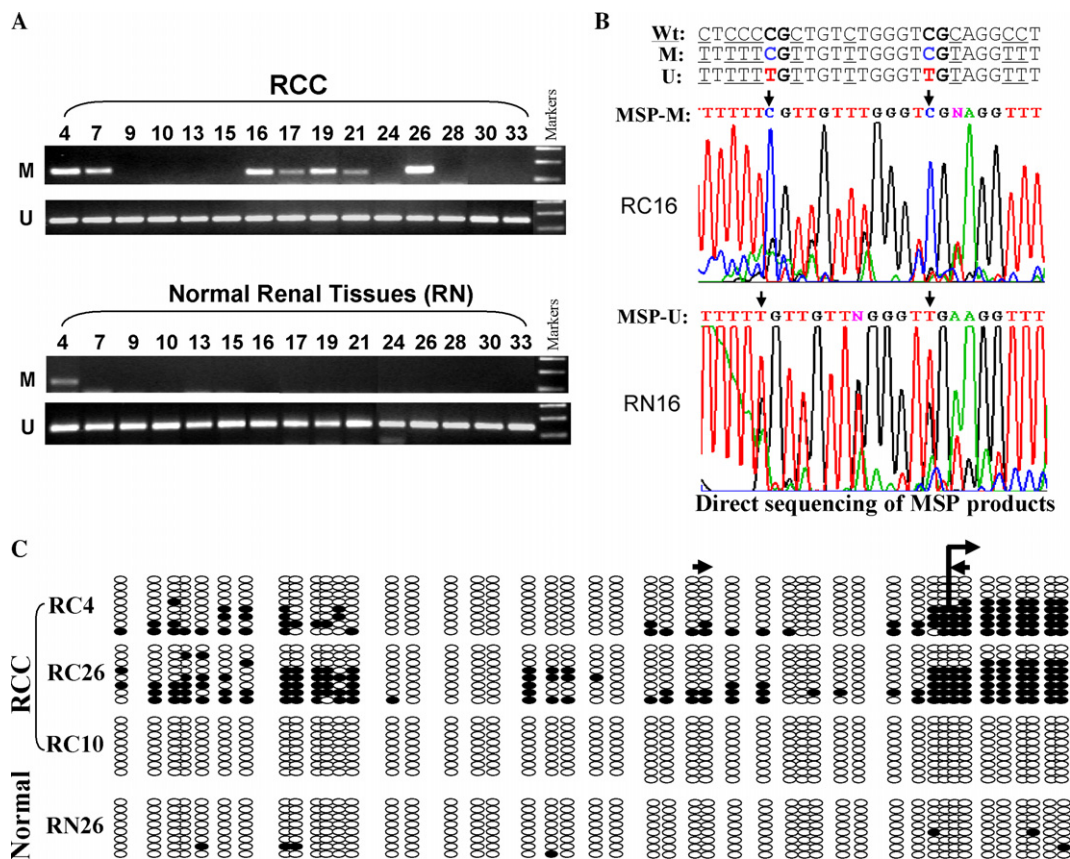 A
RCC
4 7 9 10 13 15 16 17 19 21 24 26 28 30 33 Markers
M
U
Normal Renal Tissues (RN)
4 7 9 10 13 15 16 17 19 21 24 26 28 30 33 Markers
M
U
B
Wt: CTCCCCGCTGTCTGGGTCGCAGGCCT
M: TTTTTCGTTGTTTGGGTCGTAGGTTT
U: TTTTTTGTTGTTTGGGTTGTAGGTTT
MSP-M: TTTTTCGTTGTTTGGGTCGNAGGTTT
RC16
MSP-U: TTTTTGTTGTTNGGGTTGAAGGTTT
RN16
Direct sequencing of MSP products
C
RCC
RC4
RC26
RC10
Normal
RN26